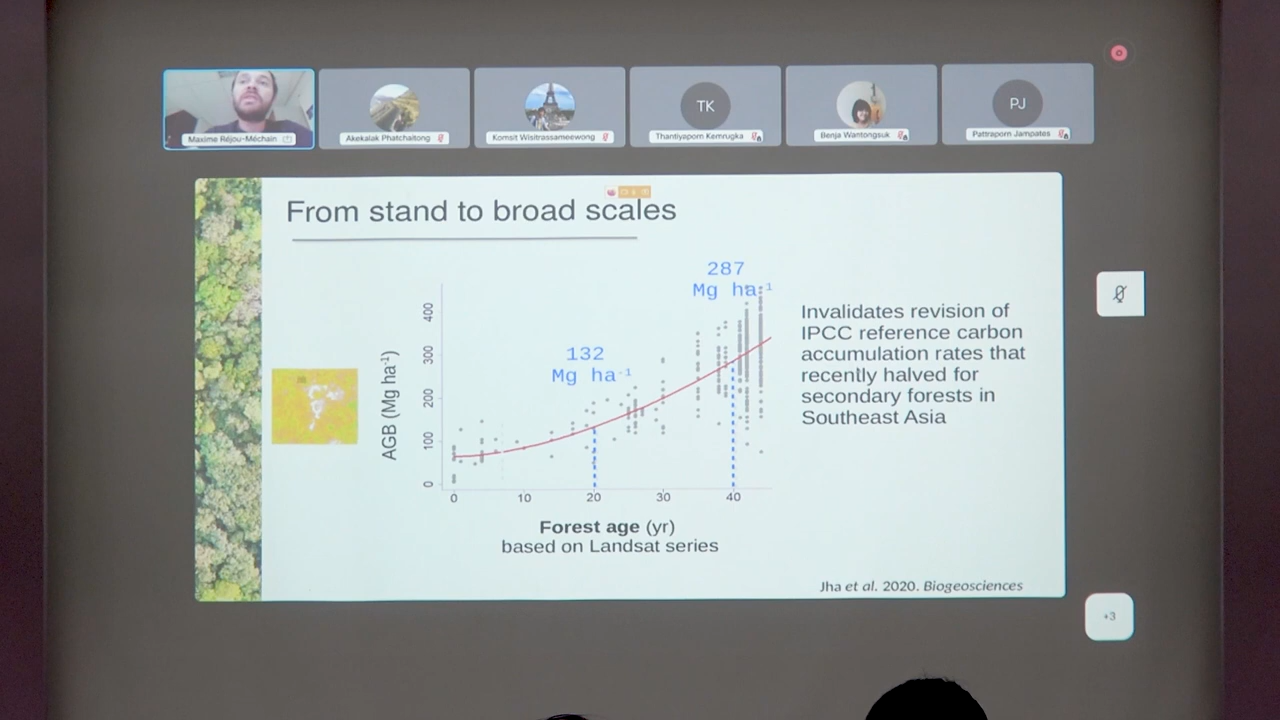 Maxime Réjou-Méchain
Akekalak Phatchaitong
Komsit Wisitrassameewong
TK
Thantiyaporn Kemrugka
Benja Wantongsuk
PJ
Pattraporn Jampates
From stand to broad scales
287
Mg ha-1
132
Mg ha-1
AGB (Mg ha-1)
400
300
200
100
0
0 10 20 30 40
Forest age (yr)
based on Landsat series
Invalidates revision of
IPCC reference carbon
accumulation rates that
recently halved for
secondary forests in
Southeast Asia
Jha et al. 2020. Biogeosciences
+3